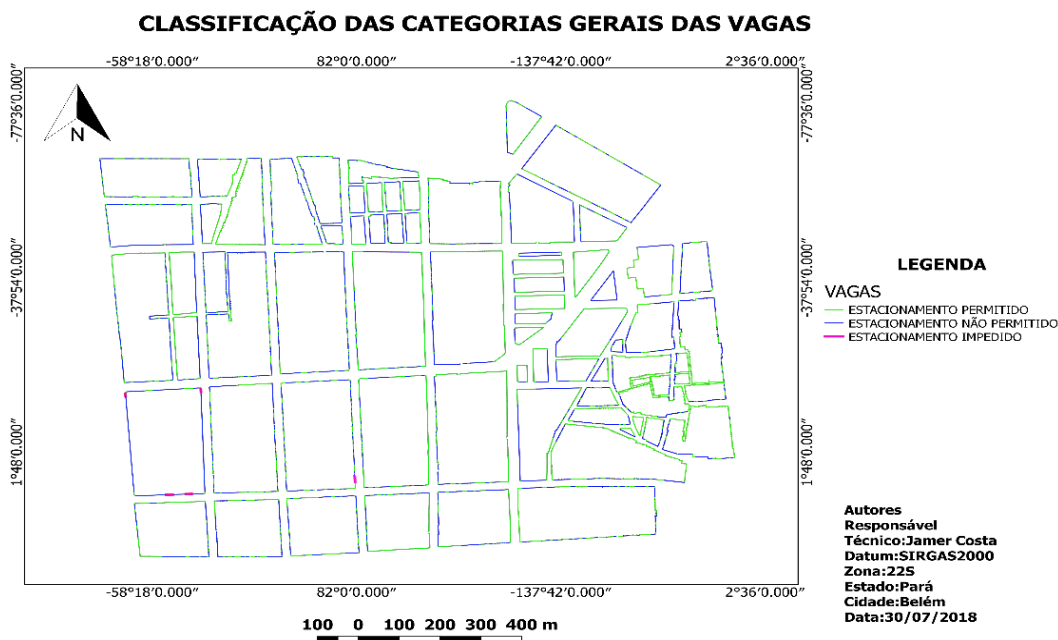 CLASSIFICAÇÃO DAS CATEGORIAS GERAIS DAS VAGAS
-58°18′0.000″ 82°0′0.000″ -137°42′0.000″ 2°36′0.000″
-77°36′0.000″ -77°36′0.000″
N
-37°54′0.000″ -37°54′0.000″
LEGENDA
VAGAS
ESTACIONAMENTO PERMITIDO
ESTACIONAMENTO NÃO PERMITIDO
ESTACIONAMENTO IMPEDIDO
1°48′0.000″ 1°48′0.000″
Autores
Responsável
Técnico:Jamer Costa
Datum:SIRGAS2000
Zona:22S
Estado:Pará
Cidade:Belém
Data:30/07/2018
-58°18′0.000″ 82°0′0.000″ -137°42′0.000″ 2°36′0.000″
100 0 100 200 300 400 m